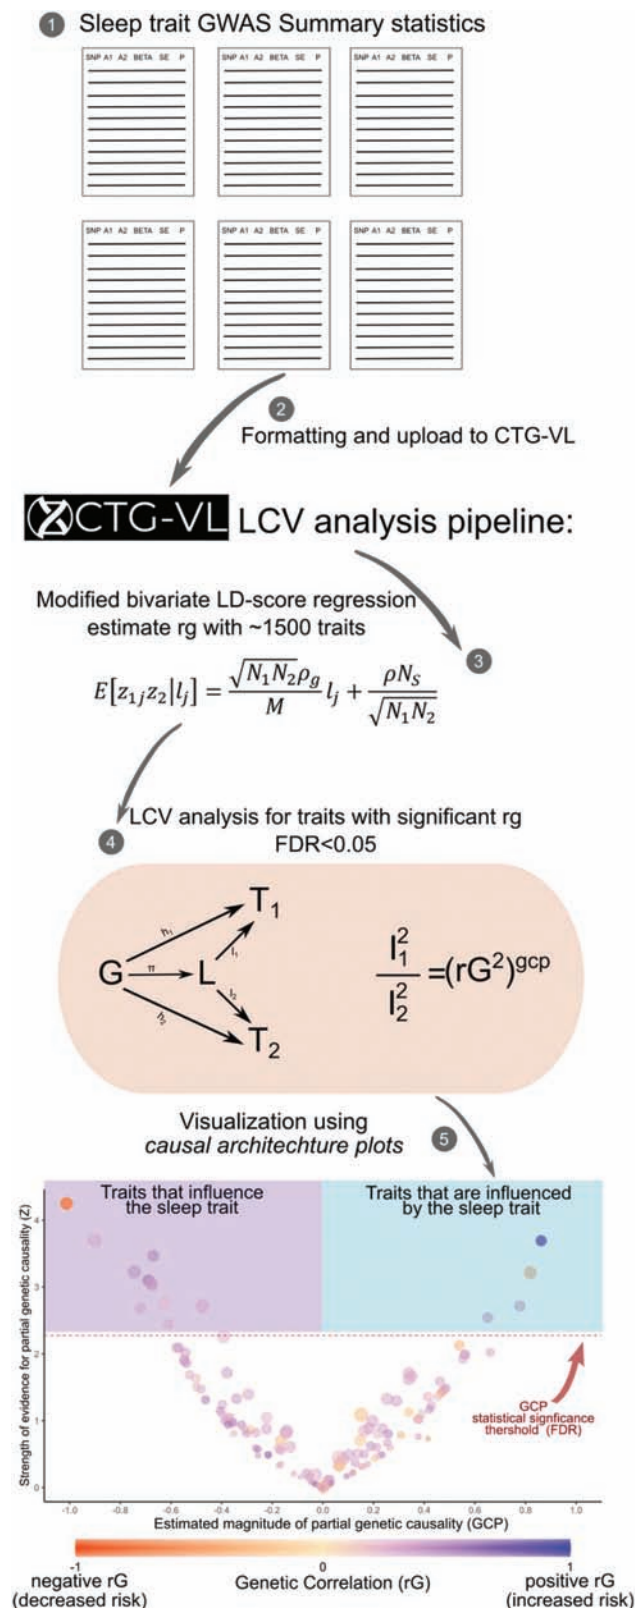 1 Sleep trait GWAS Summary statistics
SNP A1 A2 BETA SE P
SNP A1 A2 BETA SE P
SNP A1 A2 BETA SE P
SNP A1 A2 BETA SE P
SNP A1 A2 BETA SE P
SNP A1 A2 BETA SE P
2
Formatting and upload to CTG-VL
CTG-VL LCV analysis pipeline:
Modified bivariate LD-score regression
estimate rg with ~1500 traits
3
E[z₁ⱼz₂|lⱼ] = √N₁N₂ρg / M lⱼ + ρNs / √N₁N₂
4 LCV analysis for traits with significant rg
FDR<0.05
T₁
G π L l₁
l₂
T₂
l₁² / l₂² =(rG²)^gcp
Visualization using
causal architechture plots 5
Traits that influence
the sleep trait
Traits that are influenced
by the sleep trait
Strength of evidence for partial genetic causality (Z)
4
3
2
1
0
GCP
statistical signficance
thershold (FDR)
-1.0 -0.8 -0.6 -0.4 -0.2 0.0 0.2 0.4 0.6 0.8 1.0
Estimated magnitude of partial genetic causality (GCP)
-1 0 1
negative rG
(decreased risk)
Genetic Correlation (rG)
positive rG
(increased risk)